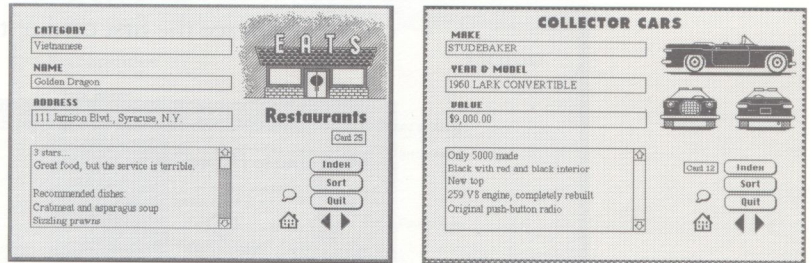 CATEGORY
Vietnamese
NAME
Golden Dragon
ADDRESS
111 Jamison Blvd., Syracuse, N.Y.
3 stars...
Great food, but the service is terrible.
Recommended dishes:
Crabmeat and asparagus soup
Sizzling prawns
EATS
Restaurants
Card 25
Index
Sort
Quit
COLLECTOR CARS
MAKE
STUDEBAKER
YEAR & MODEL
1960 LARK CONVERTIBLE
VALUE
$9,000.00
Only 5000 made
Black with red and black interior
New top
259 V8 engine, completely rebuilt
Original push-button radio
Card 12
Index
Sort
Quit